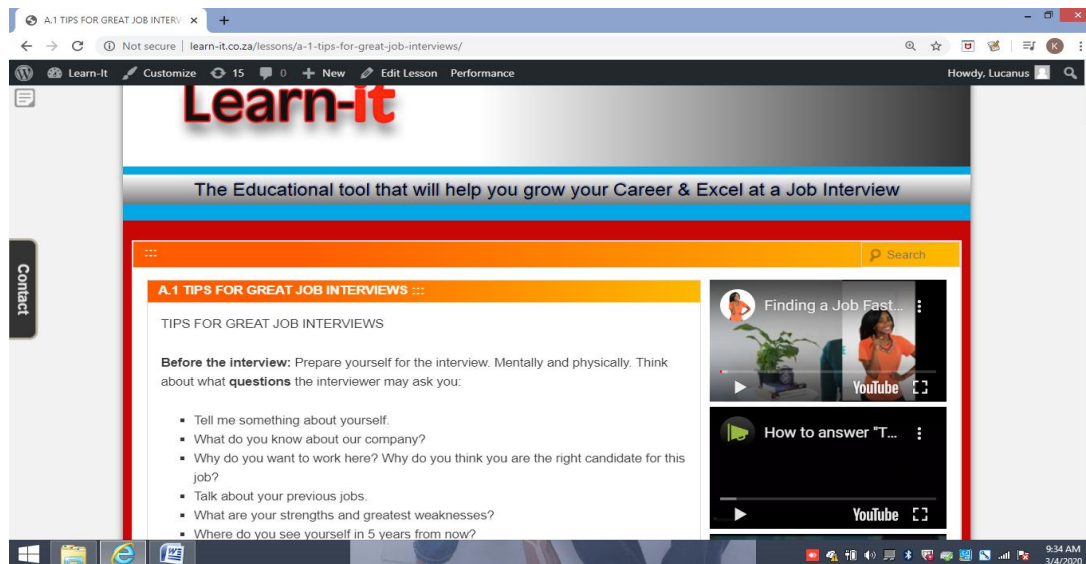 A.1 TIPS FOR GREAT JOB INTERV
Not secure | learn-it.co.za/lessons/a-1-tips-for-great-job-interviews/
K
Learn-It Customize 15 0 New Edit Lesson Performance Howdy, Lucanus
Learn-it
The Educational tool that will help you grow your Career & Excel at a Job Interview
:::
Search
Contact
A.1 TIPS FOR GREAT JOB INTERVIEWS :::
TIPS FOR GREAT JOB INTERVIEWS
Before the interview: Prepare yourself for the interview. Mentally and physically. Think
about what questions the interviewer may ask you:
Tell me something about yourself.
What do you know about our company?
Why do you want to work here? Why do you think you are the right candidate for this
job?
Talk about your previous jobs.
What are your strengths and greatest weaknesses?
Where do you see yourself in 5 years from now?
Finding a Job Fast...
YouTube
How to answer "T...
YouTube
9:34 AM
3/4/2020